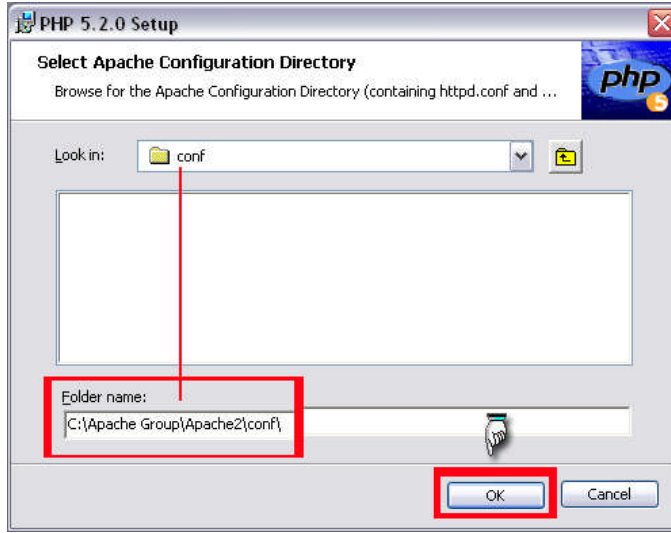 PHP 5.2.0 Setup
Select Apache Configuration Directory
Browse for the Apache Configuration Directory (containing httpd.conf and ...
php
5
Look in:
conf
Folder name:
C:\Apache Group\Apache2\conf\
OK
Cancel